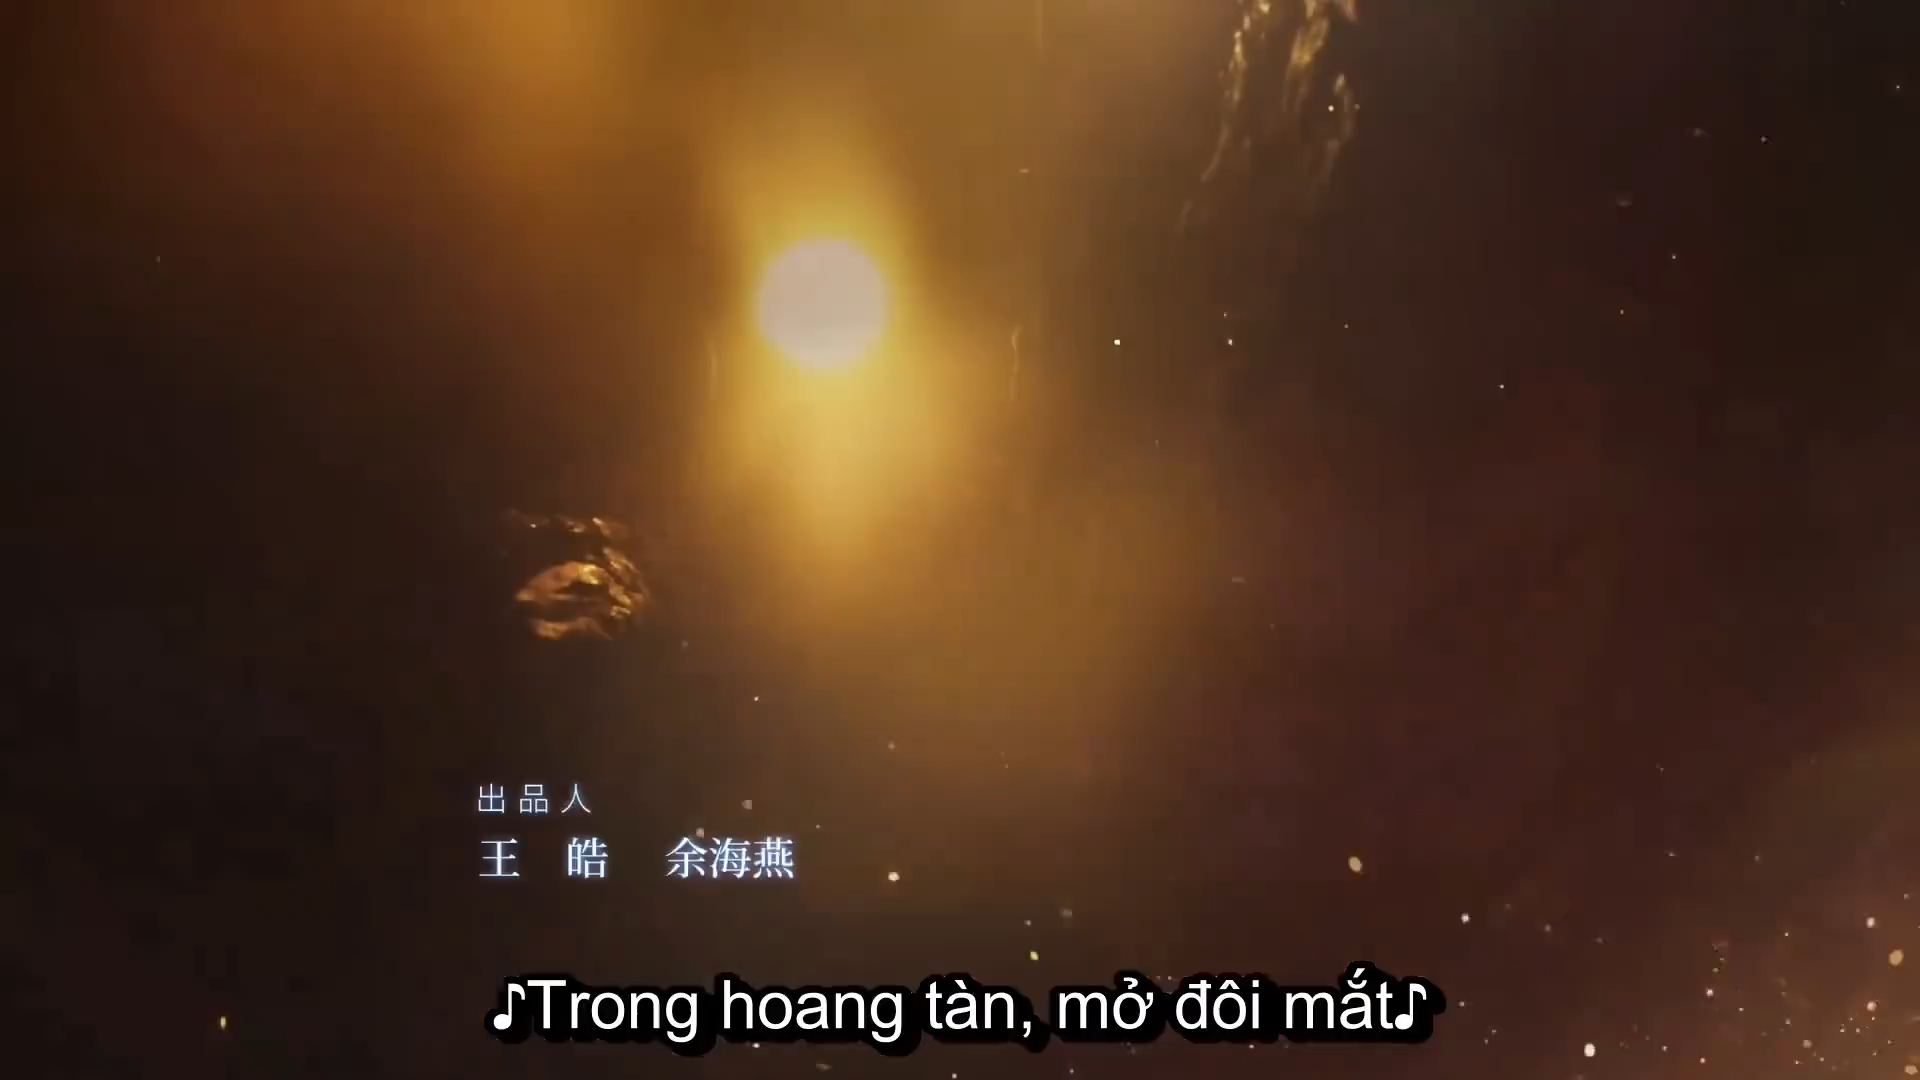 出品人
王 皓 余海燕
♪Trong hoang tàn, mở đôi mắt♪